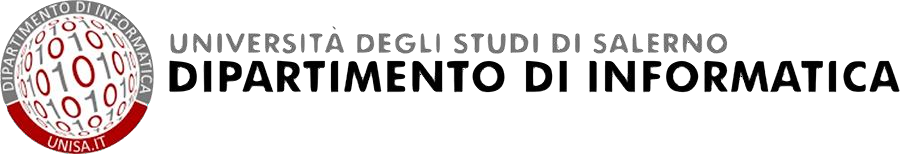 DIPARTIMENTO DI INFORMATICA
UNISA.IT
UNIVERSITÀ DEGLI STUDI DI SALERNO
DIPARTIMENTO DI INFORMATICA